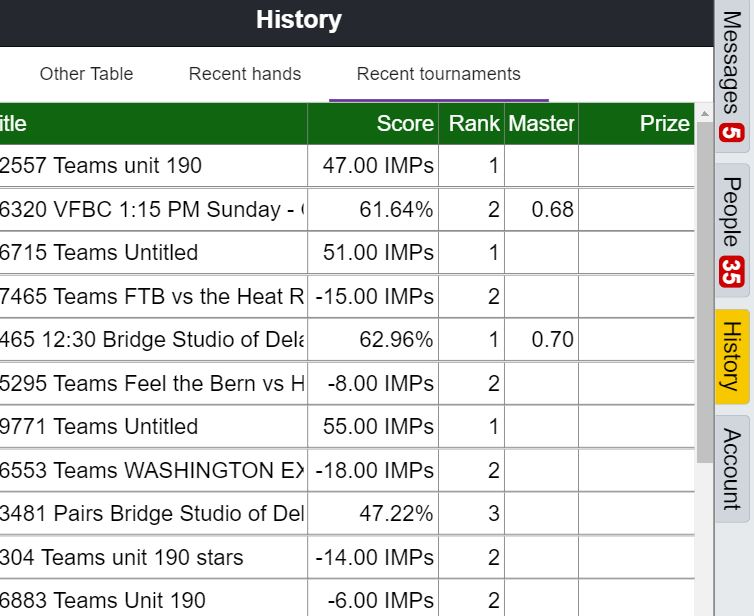 History
Other Table Recent hands Recent tournaments
itle Score Rank Master Prize
2557 Teams unit 190 47.00 IMPs 1
6320 VFBC 1:15 PM Sunday - 61.64% 2 0.68
6715 Teams Untitled 51.00 IMPs 1
7465 Teams FTB vs the Heat R -15.00 IMPs 2
465 12:30 Bridge Studio of Dela 62.96% 1 0.70
5295 Teams Feel the Bern vs H -8.00 IMPs 2
9771 Teams Untitled 55.00 IMPs 1
6553 Teams WASHINGTON EX -18.00 IMPs 2
3481 Pairs Bridge Studio of Del 47.22% 3
304 Teams unit 190 stars -14.00 IMPs 2
6883 Teams Unit 190 -6.00 IMPs 2
Messages 5
People 35
History
Account